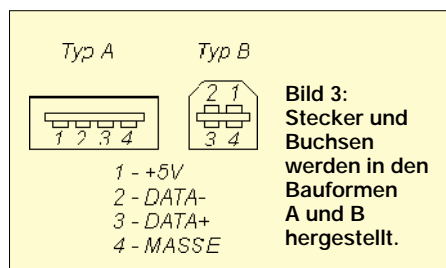 Typ A Typ B
2 1
1 2 3 4 3 4
1 - +5V
2 - DATA-
3 - DATA+
4 - MASSE
Bild 3:
Stecker und
Buchsen
werden in den
Bauformen
A und B
hergestellt.